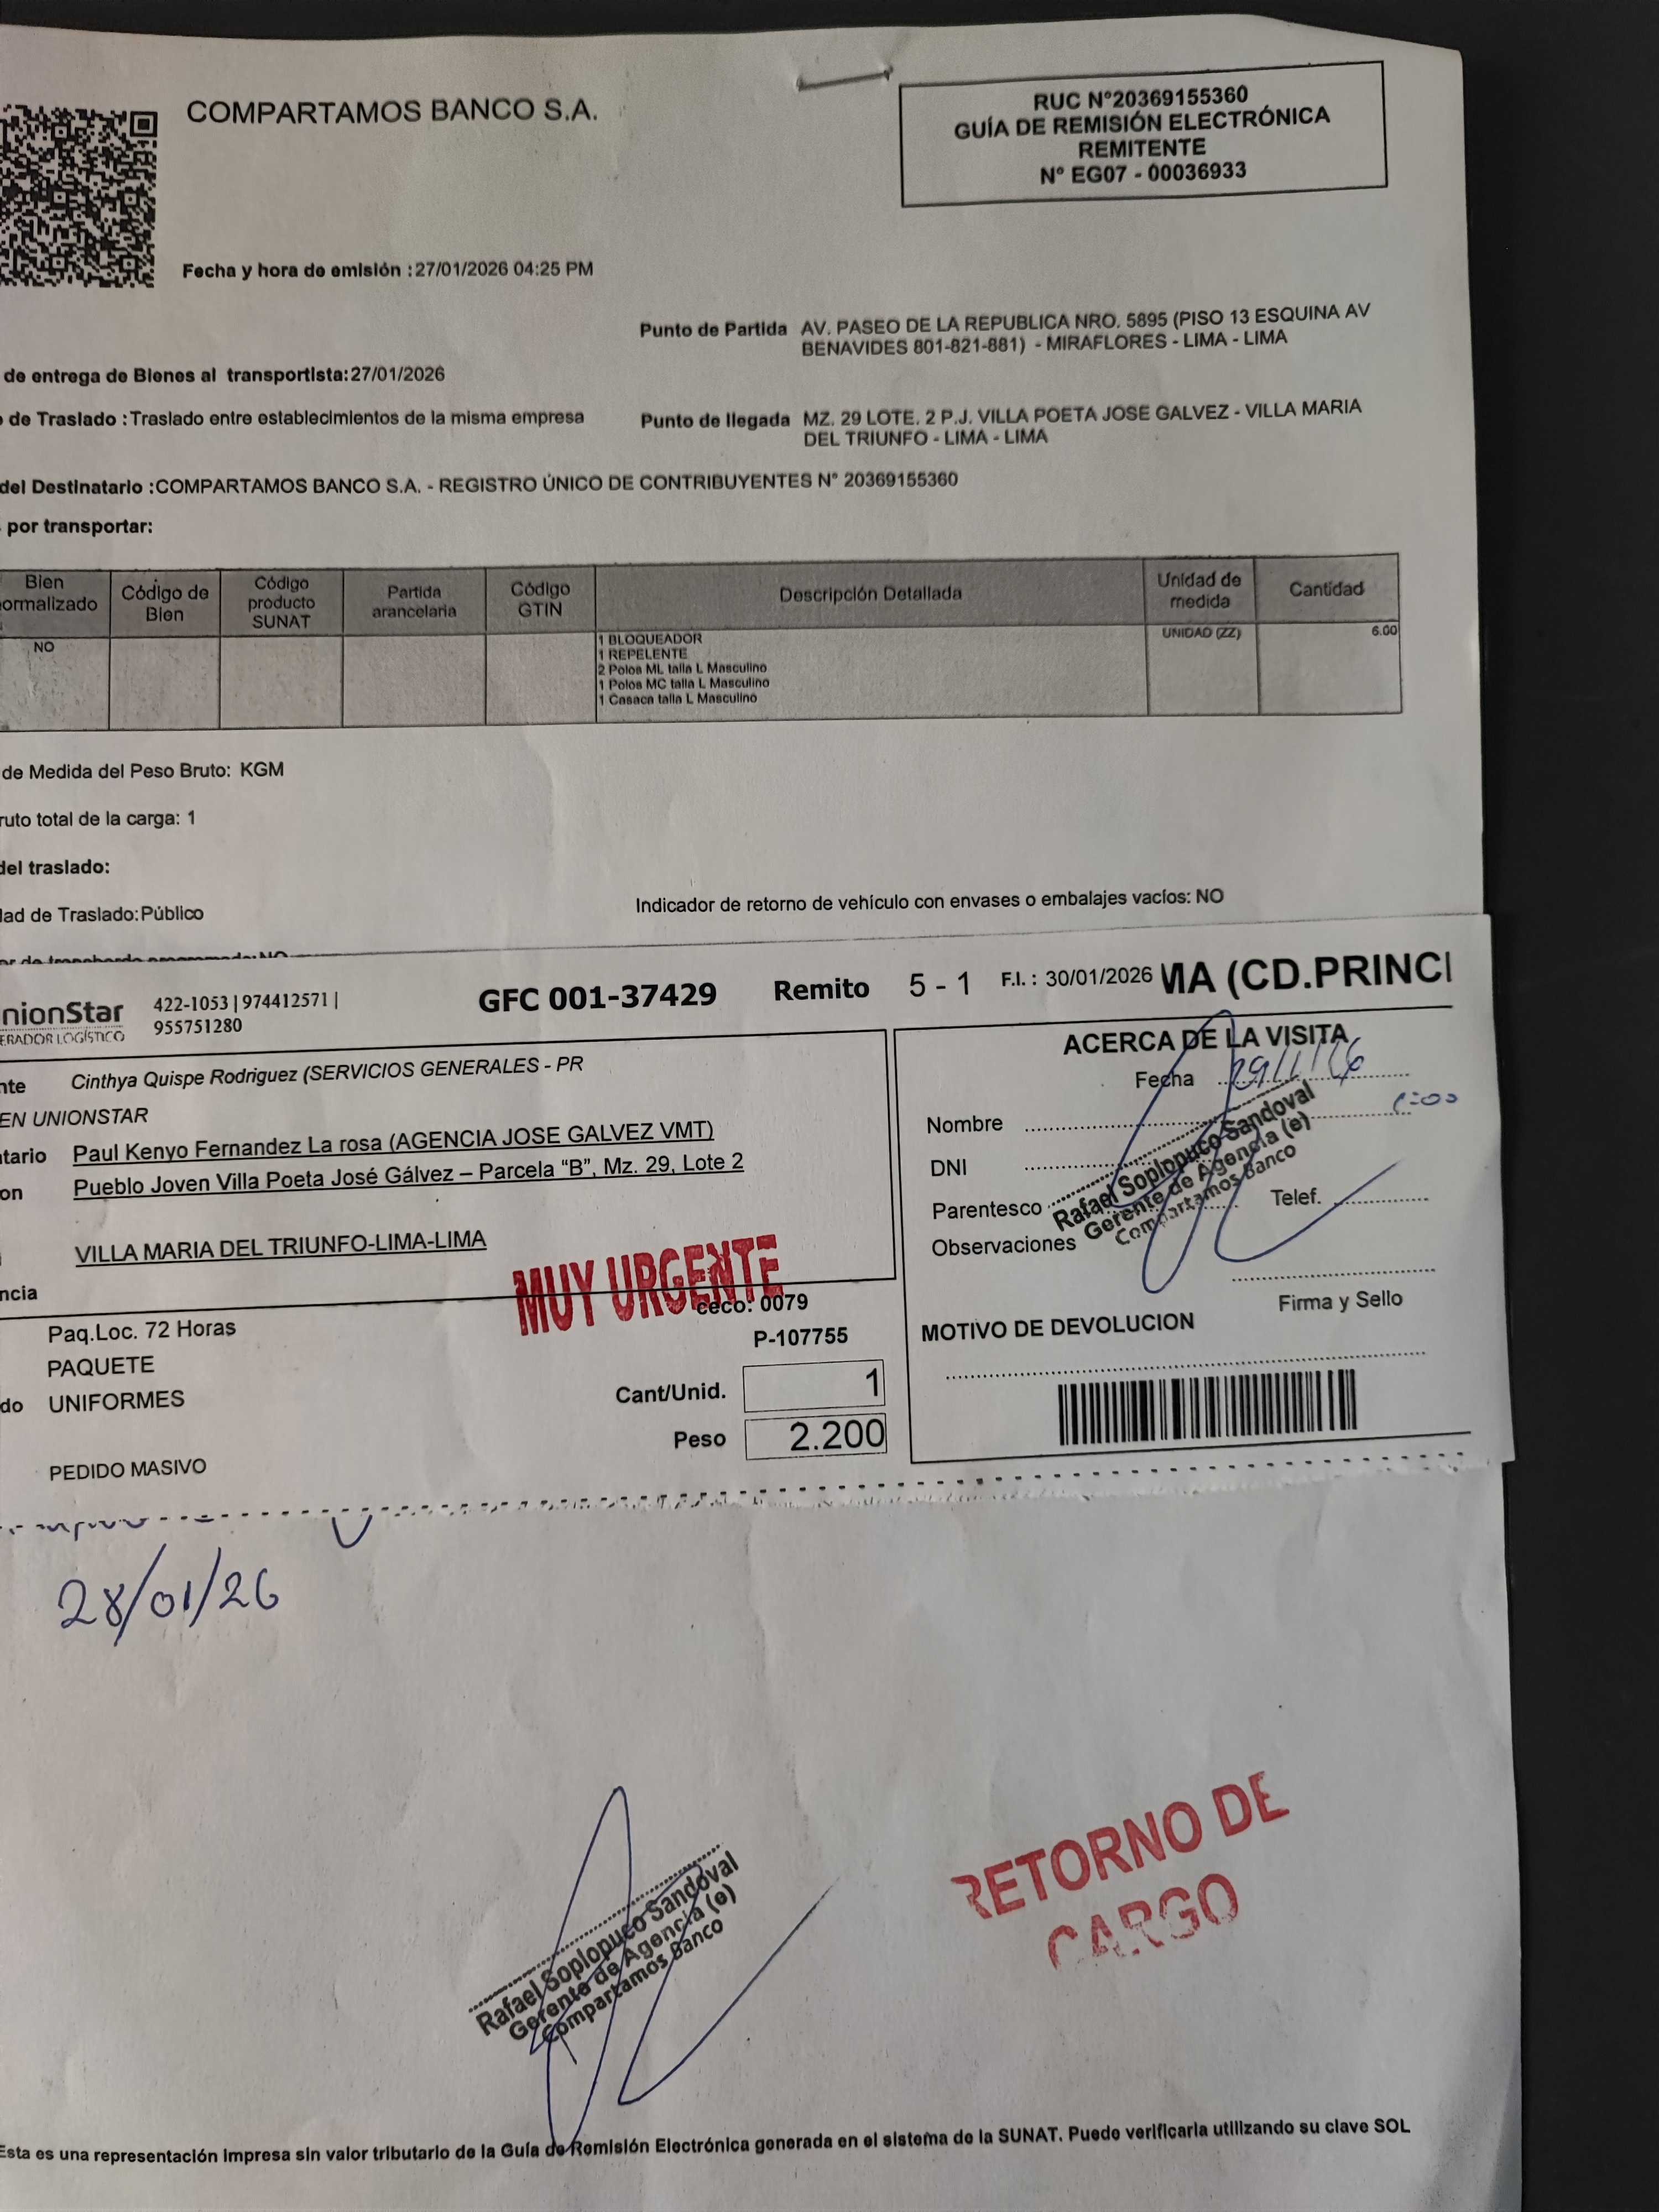 COMPARTAMOS BANCO S.A.
RUC N°20369155360
GUÍA DE REMISIÓN ELECTRÓNICA
REMITENTE
N° EG07 - 00036933
Fecha y hora de emisión :27/01/2026 04:25 PM
Punto de Partida AV. PASEO DE LA REPUBLICA NRO. 5895 (PISO 13 ESQUINA AV
BENAVIDES 801-821-881) - MIRAFLORES - LIMA - LIMA
de entrega de Bienes al transportista:27/01/2026
de Traslado :Traslado entre establecimientos de la misma empresa
Punto de llegada MZ. 29 LOTE. 2 P.J. VILLA POETA JOSE GALVEZ - VILLA MARIA
DEL TRIUNFO - LIMA - LIMA
del Destinatario :COMPARTAMOS BANCO S.A. - REGISTRO ÚNICO DE CONTRIBUYENTES N° 20369155360
por transportar:
Bien
ormalizado
Código de
Bien
Código
producto
SUNAT
Partida
arancelaria
Código
GTIN
Descripción Detallada
Unidad de
medida
Cantidad
NO
1 BLOQUEADOR
1 REPELENTE
2 Polos ML talla L Masculino
1 Polos MC talla L Masculino
1 Casaca talla L Masculino
UNIDAD (ZZ)
6.00
de Medida del Peso Bruto: KGM
ruto total de la carga: 1
del traslado:
dad de Traslado:Público
Indicador de retorno de vehículo con envases o embalajes vacíos: NO
nionStar
ERADOR LOGÍSTICO
422-1053|974412571|
955751280
GFC 001-37429 Remito 5 - 1 F.I. : 30/01/2026 MA (CD.PRINCI
nte Cinthya Quispe Rodriguez (SERVICIOS GENERALES - PR
EN UNIONSTAR
tario Paul Kenyo Fernandez La rosa (AGENCIA JOSE GALVEZ VMT)
on Pueblo Joven Villa Poeta José Gálvez – Parcela “B”, Mz. 29, Lote 2
VILLA MARIA DEL TRIUNFO-LIMA-LIMA
ncia
MUY URGENTE
ceco: 0079
Paq.Loc. 72 Horas
P-107755
PAQUETE
do UNIFORMES
Cant/Unid. 1
Peso 2.200
PEDIDO MASIVO
ACERCA DE LA VISITA
Fecha 29/1/26
1:00
Nombre
DNI
Parentesco
Telef.
Observaciones
Rafael Soplopuco Sandoval
Gerente de Agencia (e)
Compartamos Banco
Firma y Sello
MOTIVO DE DEVOLUCION
28/01/26
Rafael Soplopuco Sandoval
Gerente de Agencia (e)
Compartamos Banco
RETORNO DE
CARGO
Esta es una representación impresa sin valor tributario de la Guía de Remisión Electrónica generada en el sistema de la SUNAT. Puede verificarla utilizando su clave SOL